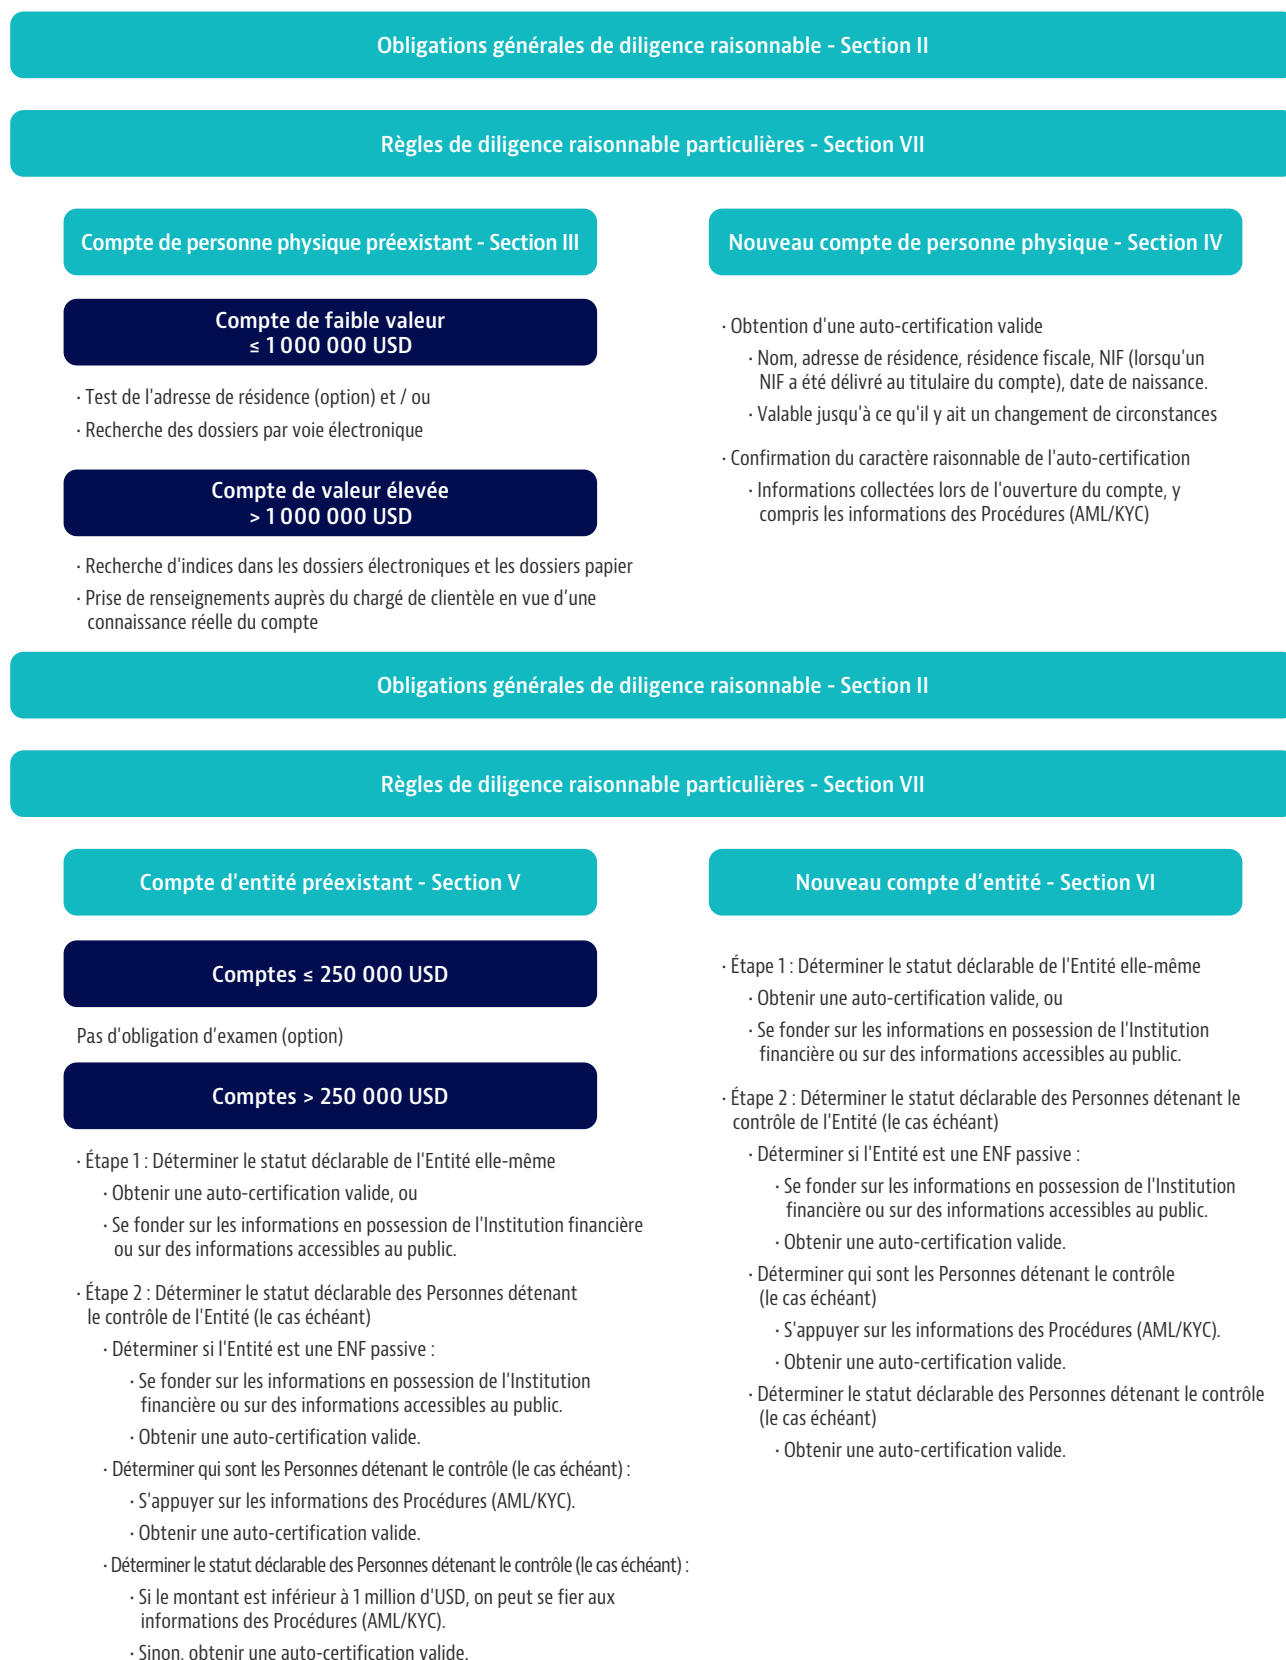 Obligations générales de diligence raisonnable - Section II
Règles de diligence raisonnable particulières - Section VII
Compte de personne physique préexistant - Section III
Compte de faible valeur
≤ 1 000 000 USD
· Test de l'adresse de résidence (option) et / ou
· Recherche des dossiers par voie électronique
Compte de valeur élevée
> 1 000 000 USD
· Recherche d'indices dans les dossiers électroniques et les dossiers papier
· Prise de renseignements auprès du chargé de clientèle en vue d’une
connaissance réelle du compte
Nouveau compte de personne physique - Section IV
· Obtention d'une auto-certification valide
· Nom, adresse de résidence, résidence fiscale, NIF (lorsqu'un
NIF a été délivré au titulaire du compte), date de naissance.
· Valable jusqu'à ce qu'il y ait un changement de circonstances
· Confirmation du caractère raisonnable de l'auto-certification
· Informations collectées lors de l'ouverture du compte, y
compris les informations des Procédures (AML/KYC)
Obligations générales de diligence raisonnable - Section II
Règles de diligence raisonnable particulières - Section VII
Compte d'entité préexistant - Section V
Comptes ≤ 250 000 USD
Pas d'obligation d’examen (option)
Comptes > 250 000 USD
· Étape 1 : Déterminer le statut déclarable de l'Entité elle-même
· Obtenir une auto-certification valide, ou
· Se fonder sur les informations en possession de l'Institution financière
ou sur des informations accessibles au public.
· Étape 2 : Déterminer le statut déclarable des Personnes détenant
le contrôle de l'Entité (le cas échéant)
· Déterminer si l'Entité est une ENF passive :
· Se fonder sur les informations en possession de l'Institution
financière ou sur des informations accessibles au public.
· Obtenir une auto-certification valide.
· Déterminer qui sont les Personnes détenant le contrôle (le cas échéant) :
· S'appuyer sur les informations des Procédures (AML/KYC).
· Obtenir une auto-certification valide.
· Déterminer le statut déclarable des Personnes détenant le contrôle (le cas échéant) :
· Si le montant est inférieur à 1 million d'USD, on peut se fier aux
informations des Procédures (AML/KYC).
· Sinon, obtenir une auto-certification valide.
Nouveau compte d’entité - Section VI
· Étape 1 : Déterminer le statut déclarable de l'Entité elle-même
· Obtenir une auto-certification valide, ou
· Se fonder sur les informations en possession de l'Institution
financière ou sur des informations accessibles au public.
· Étape 2 : Déterminer le statut déclarable des Personnes détenant le
contrôle de l'Entité (le cas échéant)
· Déterminer si l'Entité est une ENF passive :
· Se fonder sur les informations en possession de l'Institution
financière ou sur des informations accessibles au public.
· Obtenir une auto-certification valide.
· Déterminer qui sont les Personnes détenant le contrôle
(le cas échéant)
· S'appuyer sur les informations des Procédures (AML/KYC).
· Obtenir une auto-certification valide.
· Déterminer le statut déclarable des Personnes détenant le contrôle
(le cas échéant)
· Obtenir une auto-certification valide.